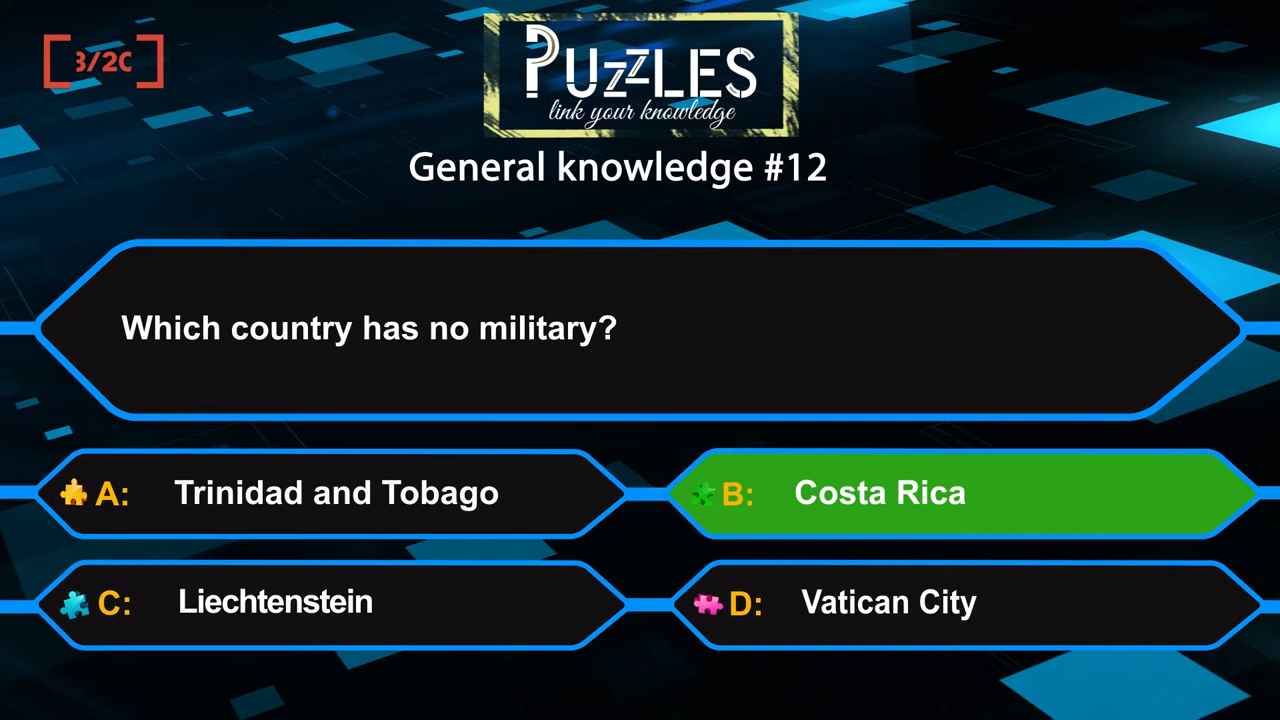 3/20
PUZZLES
link your knowledge
General knowledge #12
Which country has no military?
A: Trinidad and Tobago
B: Costa Rica
C: Liechtenstein
D: Vatican City